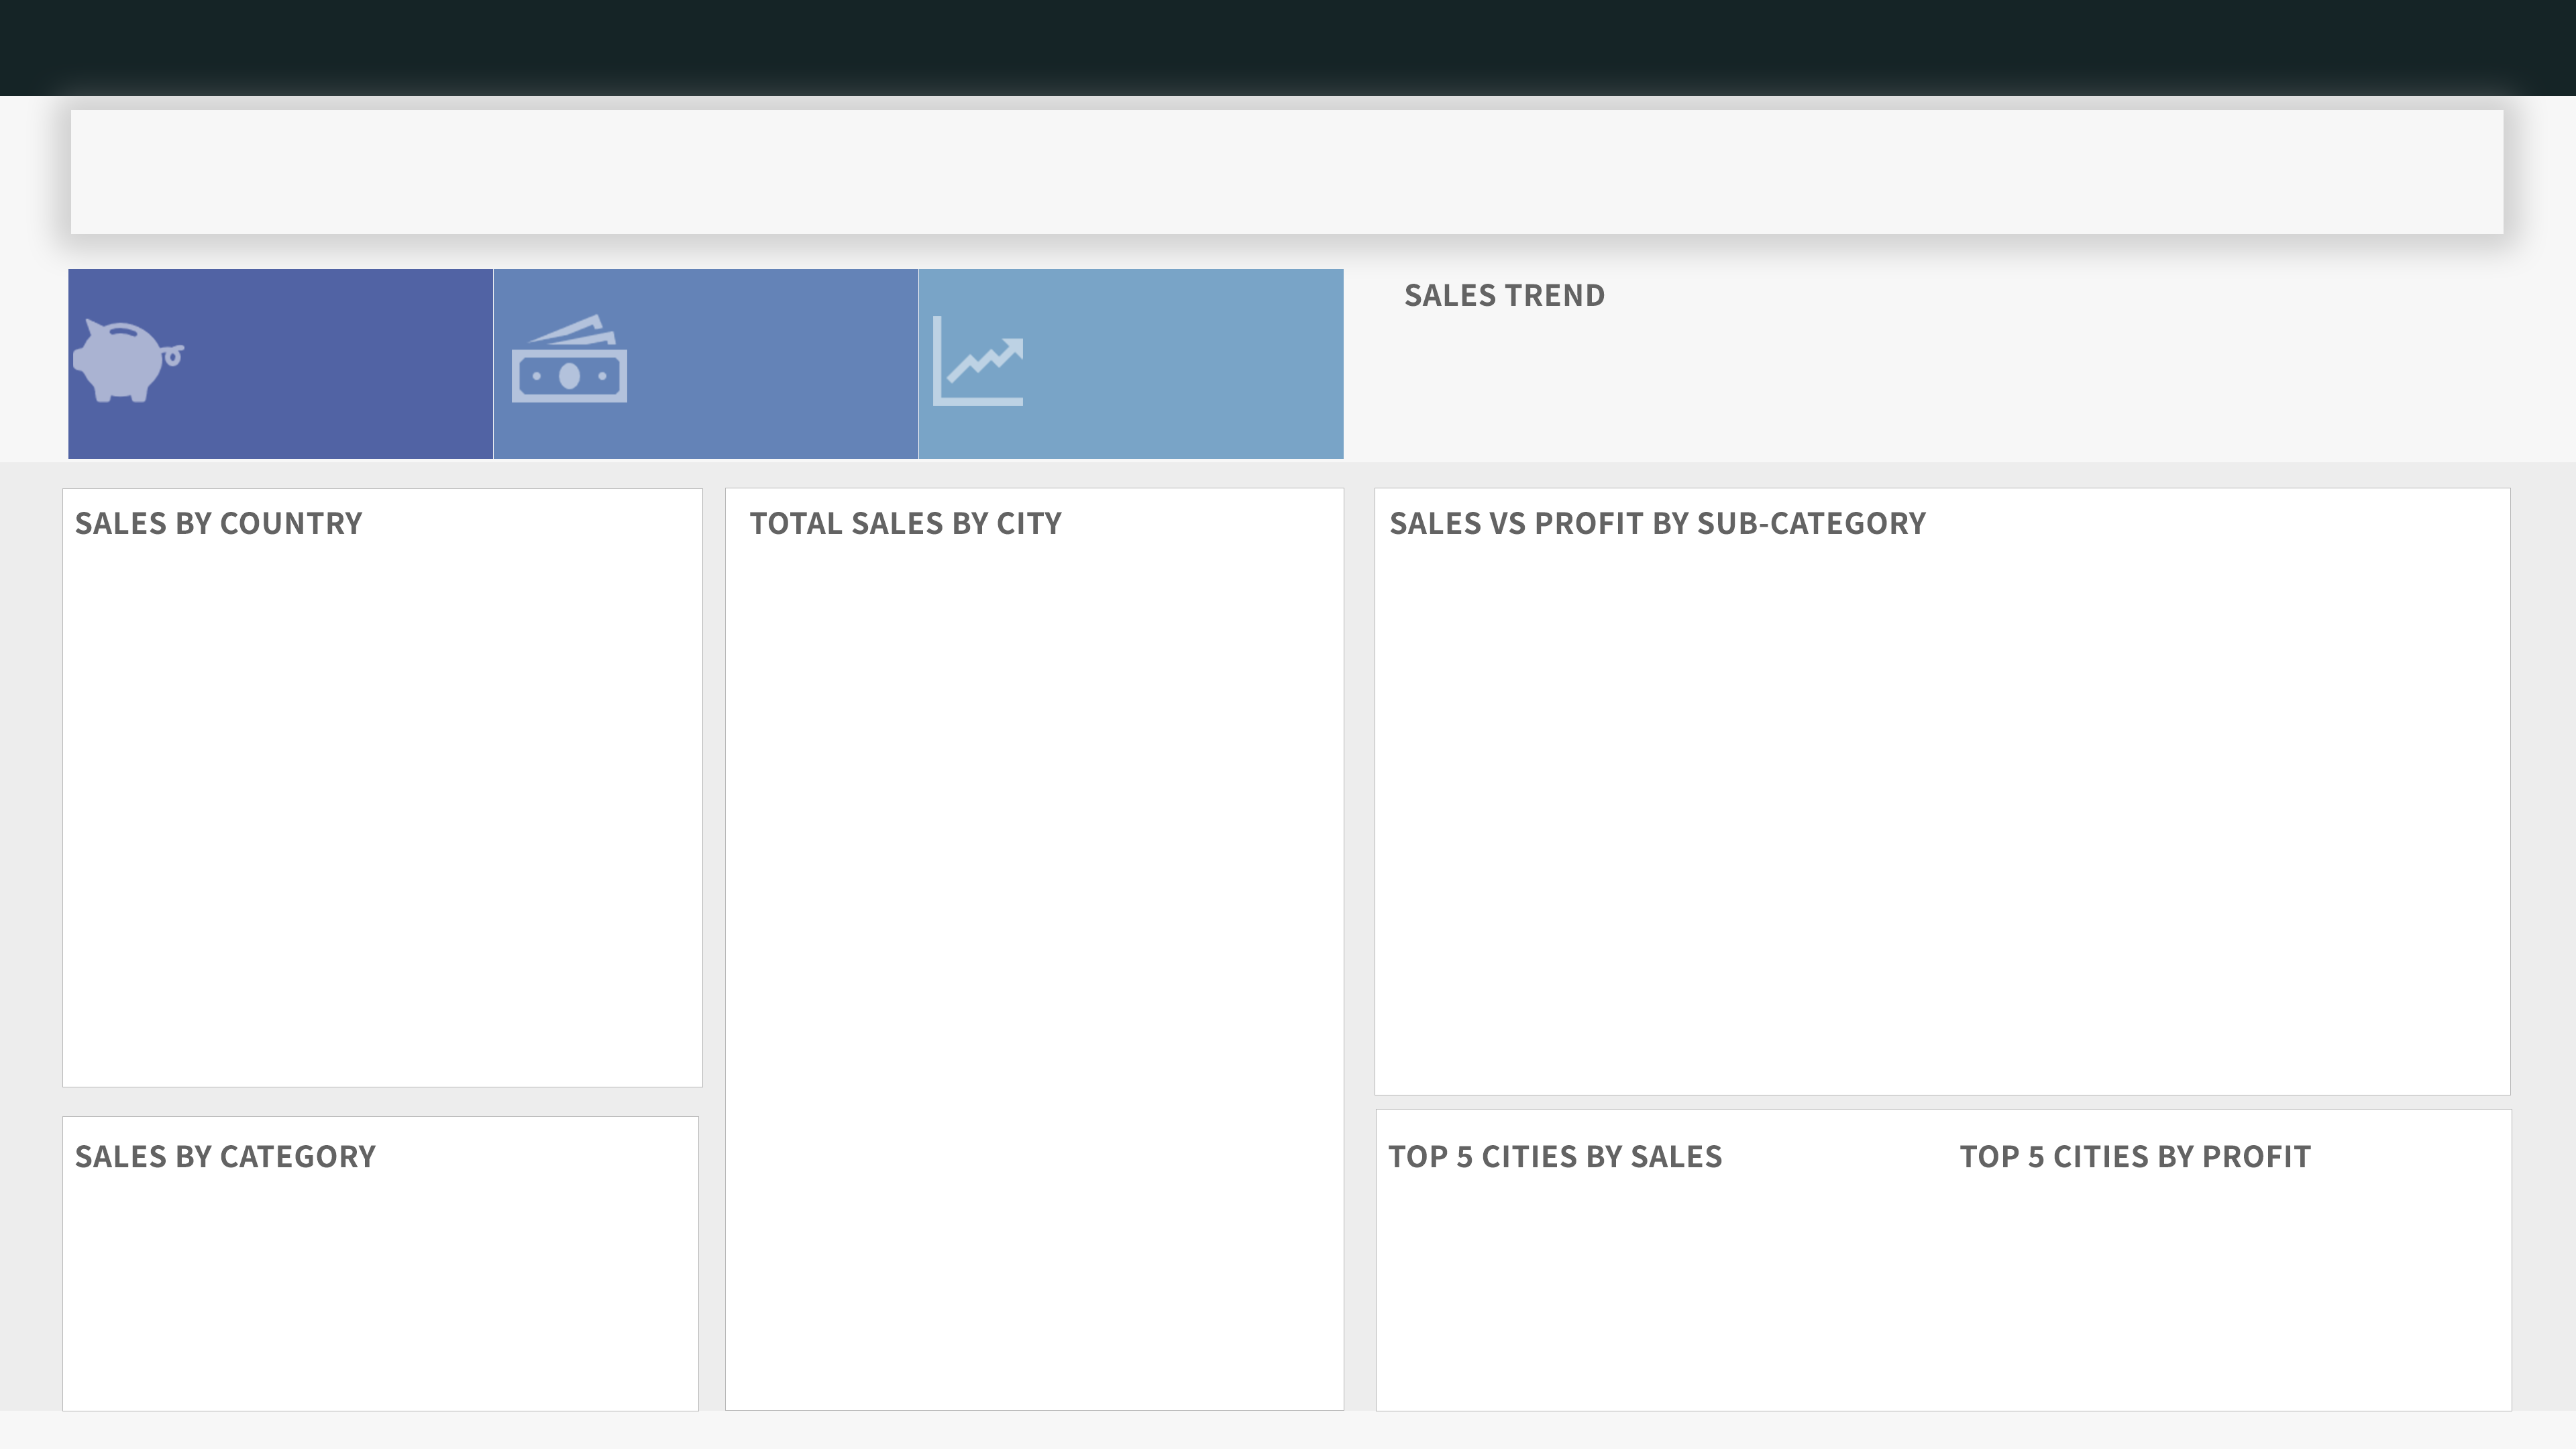 SALES TREND
SALES BY COUNTRY
TOTAL SALES BY CITY
SALES VS PROFIT BY SUB-CATEGORY
SALES BY CATEGORY
TOP 5 CITIES BY SALES
TOP 5 CITIES BY PROFIT